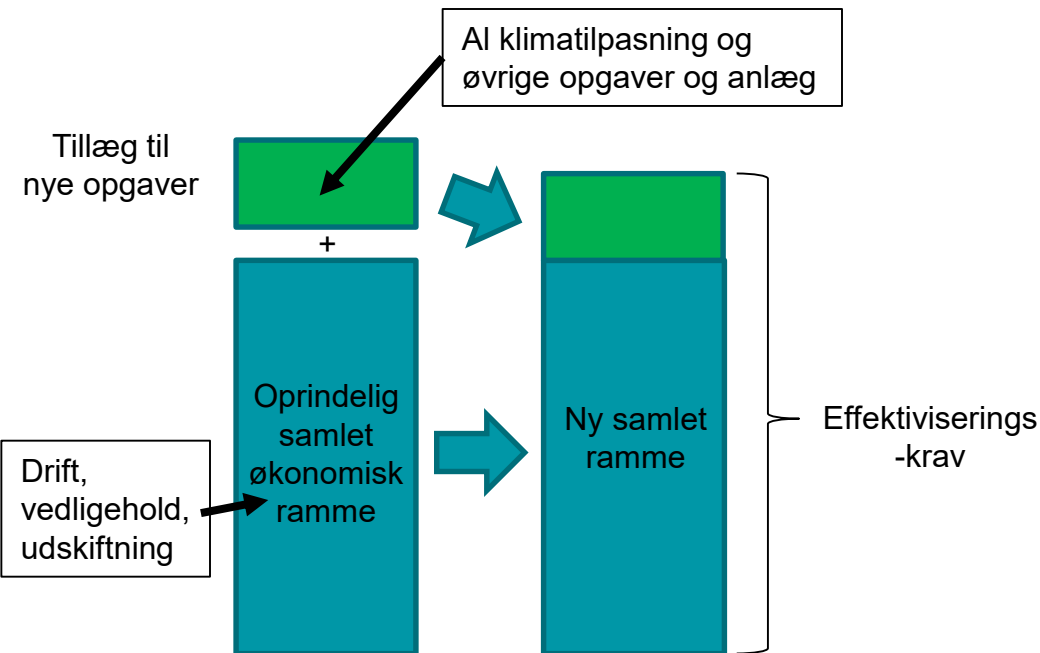 Al klimatilpasning og
øvrige opgaver og anlæg
Tillæg til
nye opgaver
+
Oprindelig
samlet
økonomisk
ramme
Drift,
vedligehold,
udskiftning
Ny samlet
ramme
Effektiviserings
-krav